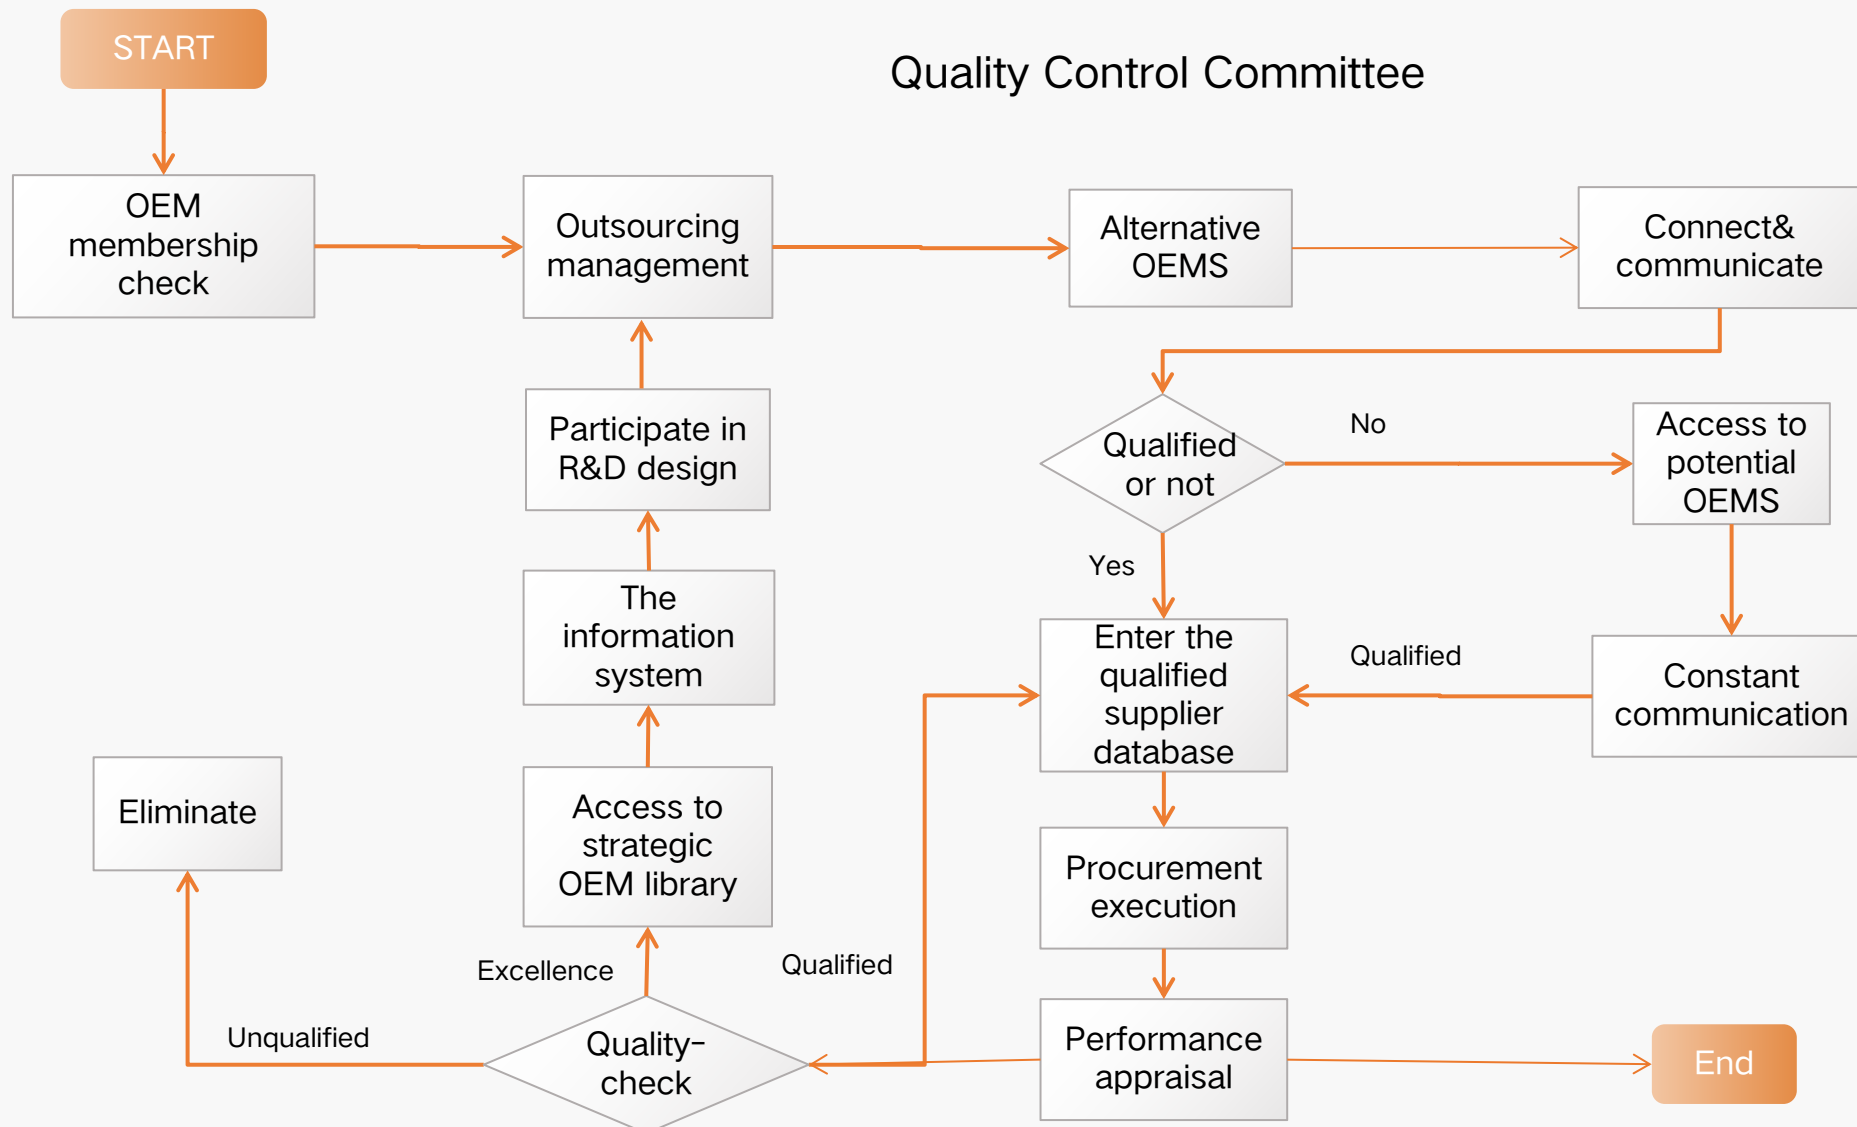 START
Quality Control Committee
OEM
membership
check
Outsourcing
management
Alternative
OEMS
Connect&
communicate
Participate in
R&D design
Qualified
or not
No
Access to
potential
OEMS
Yes
The
information
system
Enter the
qualified
supplier
database
Qualified
Constant
communication
Eliminate
Access to
strategic
OEM library
Procurement
execution
Excellence
Qualified
Unqualified
Quality-
check
Performance
appraisal
End